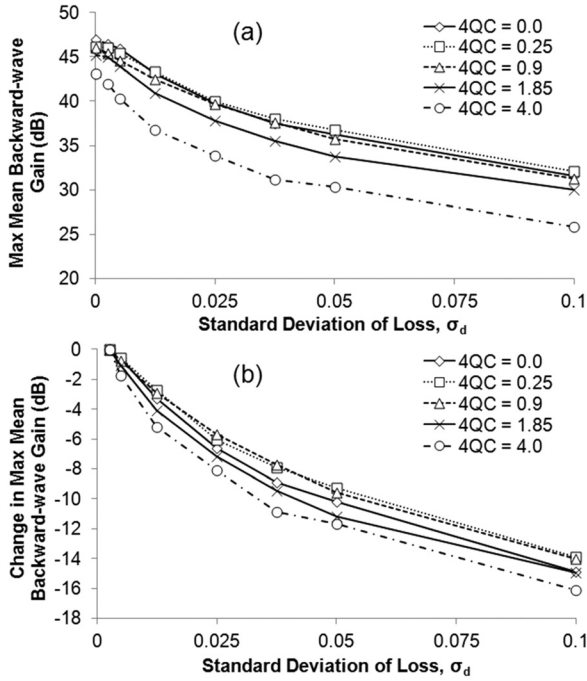 (a)
4QC = 0.0
4QC = 0.25
4QC = 0.9
4QC = 1.85
4QC = 4.0
Max Mean Backward-wave
Gain (dB)
50
45
40
35
30
25
20
0
0.025
0.05
0.075
0.1
Standard Deviation of Loss, σd
(b)
4QC = 0.0
4QC = 0.25
4QC = 0.9
4QC = 1.85
4QC = 4.0
Change in Max Mean
Backward-wave Gain (dB)
0
-2
-4
-6
-8
-10
-12
-14
-16
-18
0
0.025
0.05
0.075
0.1
Standard Deviation of Loss, σd